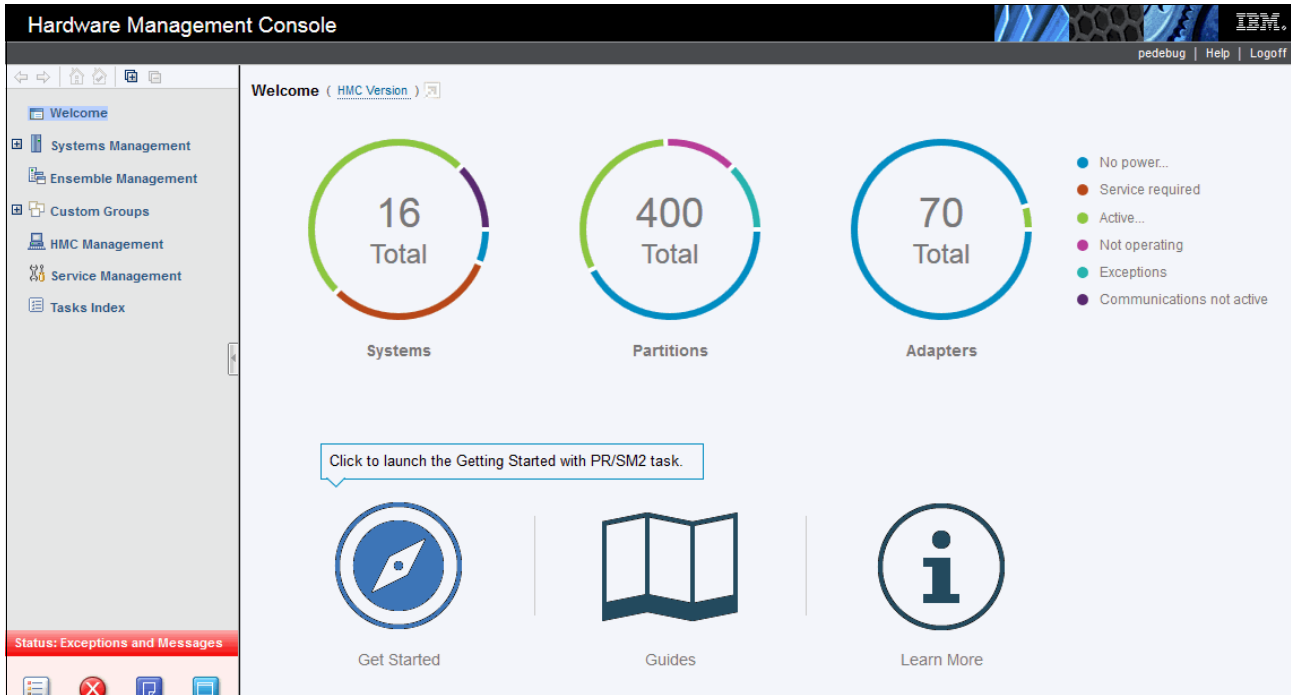 Hardware Management Console
IBM.
pedebug | Help | Logoff
Welcome
Systems Management
Ensemble Management
Custom Groups
HMC Management
Service Management
Tasks Index
Status: Exceptions and Messages
Welcome ( HMC Version )
16
Total
Systems
400
Total
Partitions
70
Total
Adapters
No power...
Service required
Active...
Not operating
Exceptions
Communications not active
Click to launch the Getting Started with PR/SM2 task.
Get Started
Guides
Learn More